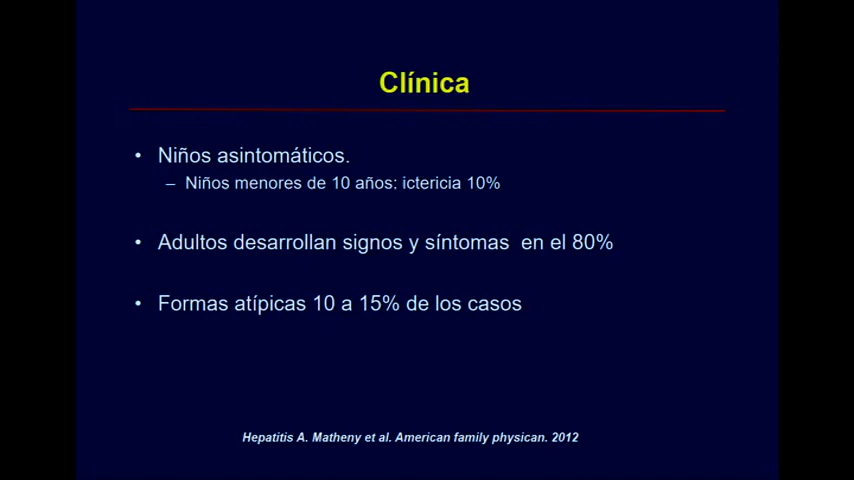 Clínica
• Niños asintomáticos.
– Niños menores de 10 años: ictericia 10%
• Adultos desarrollan signos y síntomas en el 80%
• Formas atípicas 10 a 15% de los casos
Hepatitis A. Matheny et al. American family physican. 2012